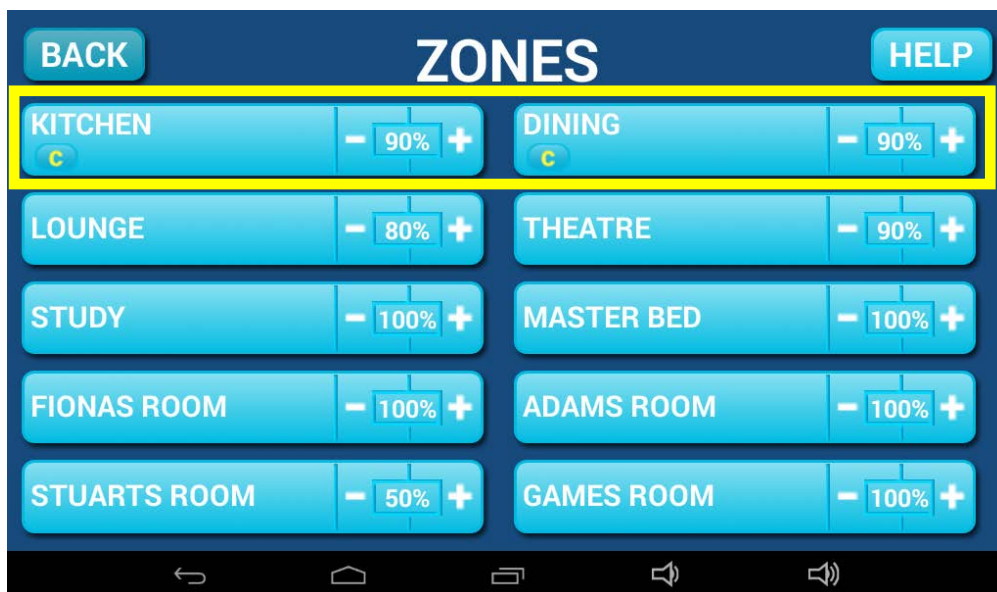 BACK ZONES HELP
KITCHEN - 90% + DINING - 90% +
C C
LOUNGE - 80% + THEATRE - 90% +
STUDY - 100% + MASTER BED - 100% +
FIONAS ROOM - 100% + ADAMS ROOM - 100% +
STUARTS ROOM - 50% + GAMES ROOM - 100% +